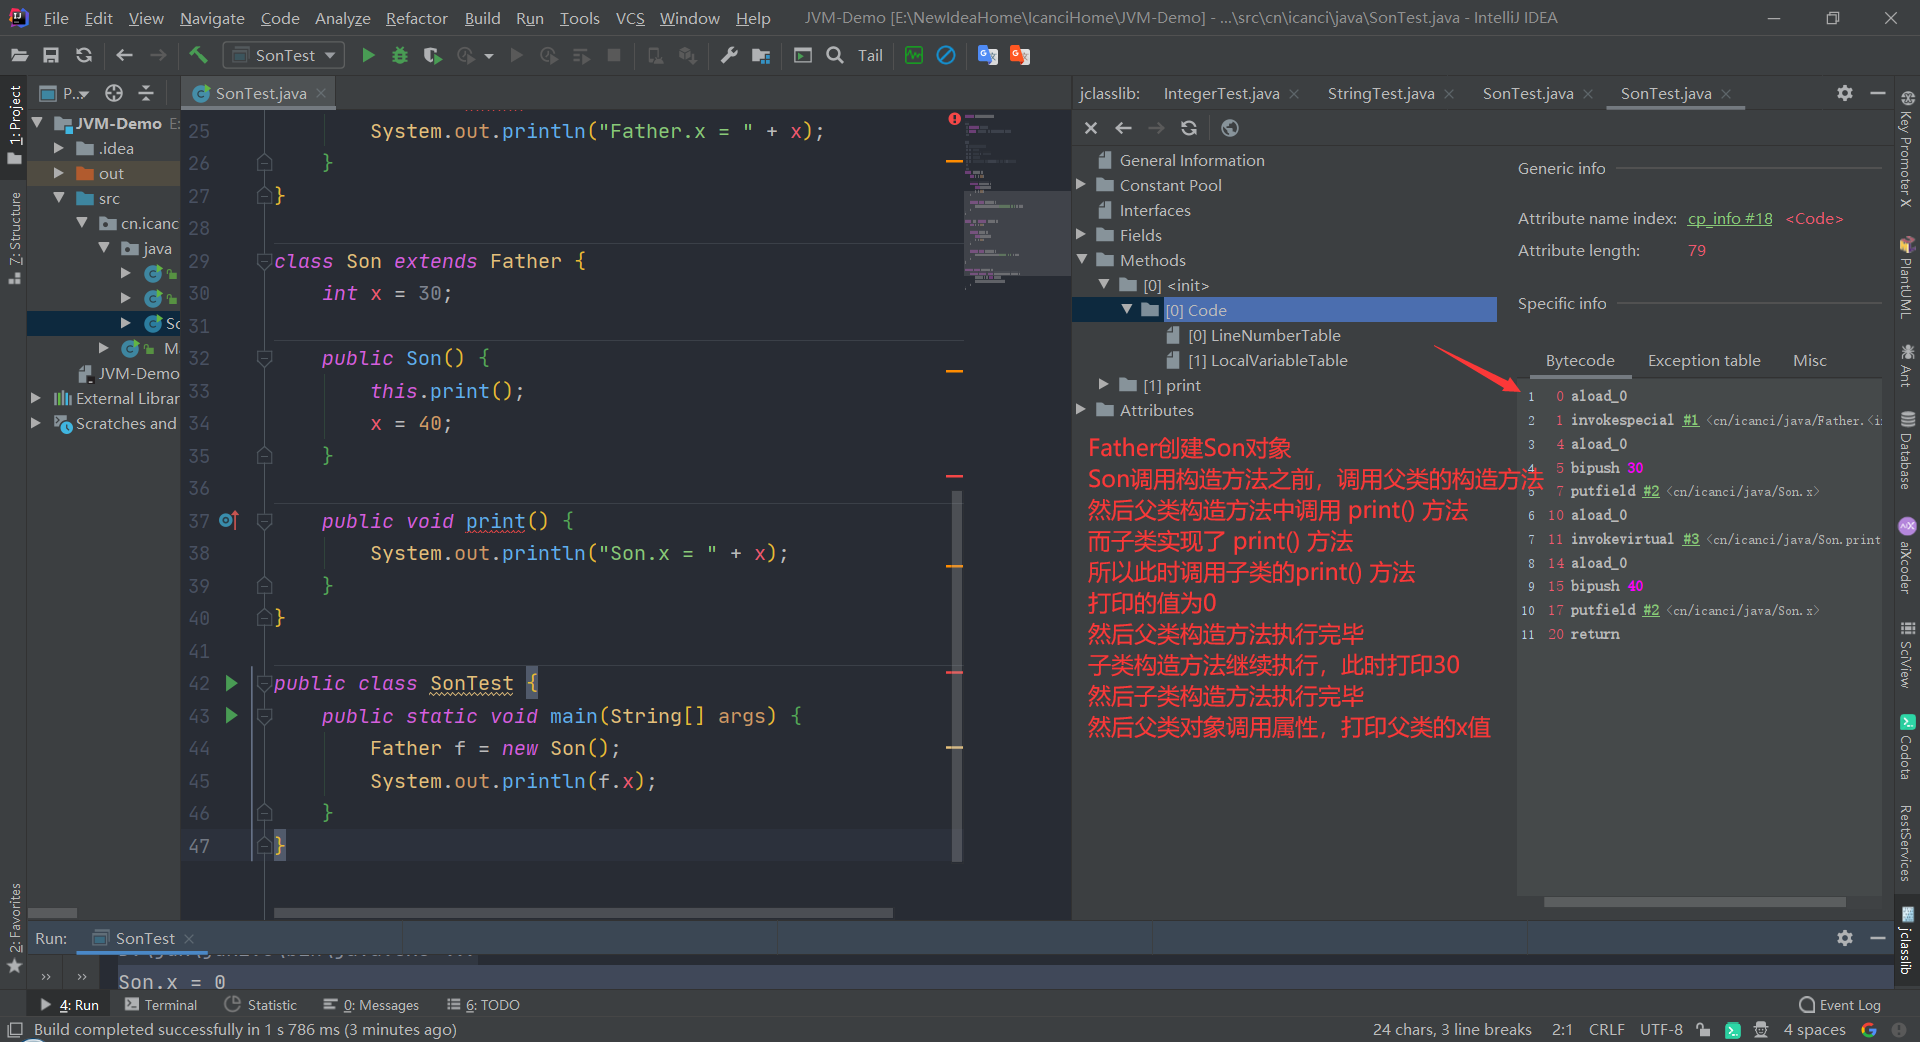 File Edit View Navigate Code Analyze Refactor Build Run Tools VCS Window Help JVM-Demo [E:\NewIdeaHome\IcanciHome\JVM-Demo] - ...\src\cn\icanci\java\SonTest.java - IntelliJ IDEA
SonTest
Tail
P..
SonTest.java
jclasslib: IntegerTest.java StringTest.java SonTest.java SonTest.java
1: Project
7: Structure
2: Favorites
JVM-Demo E:
.idea
out
src
cn.icanc
java
Sc
M
JVM-Demo
External Librar
Scratches and
25 System.out.println("Father.x = " + x);
26 }
27 }
28
29 class Son extends Father {
30 int x = 30;
31
32 public Son() {
33 this.print();
34 x = 40;
35 }
36
37 public void print() {
38 System.out.println("Son.x = " + x);
39 }
40 }
41
42 public class SonTest {
43 public static void main(String[] args) {
44 Father f = new Son();
45 System.out.println(f.x);
46 }
47 }
General Information
Constant Pool
Interfaces
Fields
Methods
[0] <init>
[0] Code
[0] LineNumberTable
[1] LocalVariableTable
[1] print
Attributes
Father创建Son对象
Son调用构造方法之前，调用父类的构造方法
然后父类构造方法中调用 print() 方法
而子类实现了 print() 方法
所以此时调用子类的print() 方法
打印的值为0
然后父类构造方法执行完毕
子类构造方法继续执行，此时打印30
然后子类构造方法执行完毕
然后父类对象调用属性，打印父类的x值
Generic info
Attribute name index: cp_info #18 <Code>
Attribute length: 79
Specific info
Bytecode Exception table Misc
1 0 aload_0
2 1 invokespecial #1 <cn/icanci/java/Father.<i
3 4 aload_0
4 5 bipush 30
5 7 putfield #2 <cn/icanci/java/Son.x>
6 10 aload_0
7 11 invokevirtual #3 <cn/icanci/java/Son.print
8 14 aload_0
9 15 bipush 40
10 17 putfield #2 <cn/icanci/java/Son.x>
11 20 return
Key Promoter X
PlantUML
Ant
Database
aiXcoder
SciView
Codota
RestServices
jclasslib
Run: SonTest
Son.x = 0
4: Run Terminal Statistic 0: Messages 6: TODO Event Log
Build completed successfully in 1 s 786 ms (3 minutes ago) 24 chars, 3 line breaks 2:1 CRLF UTF-8 4 spaces